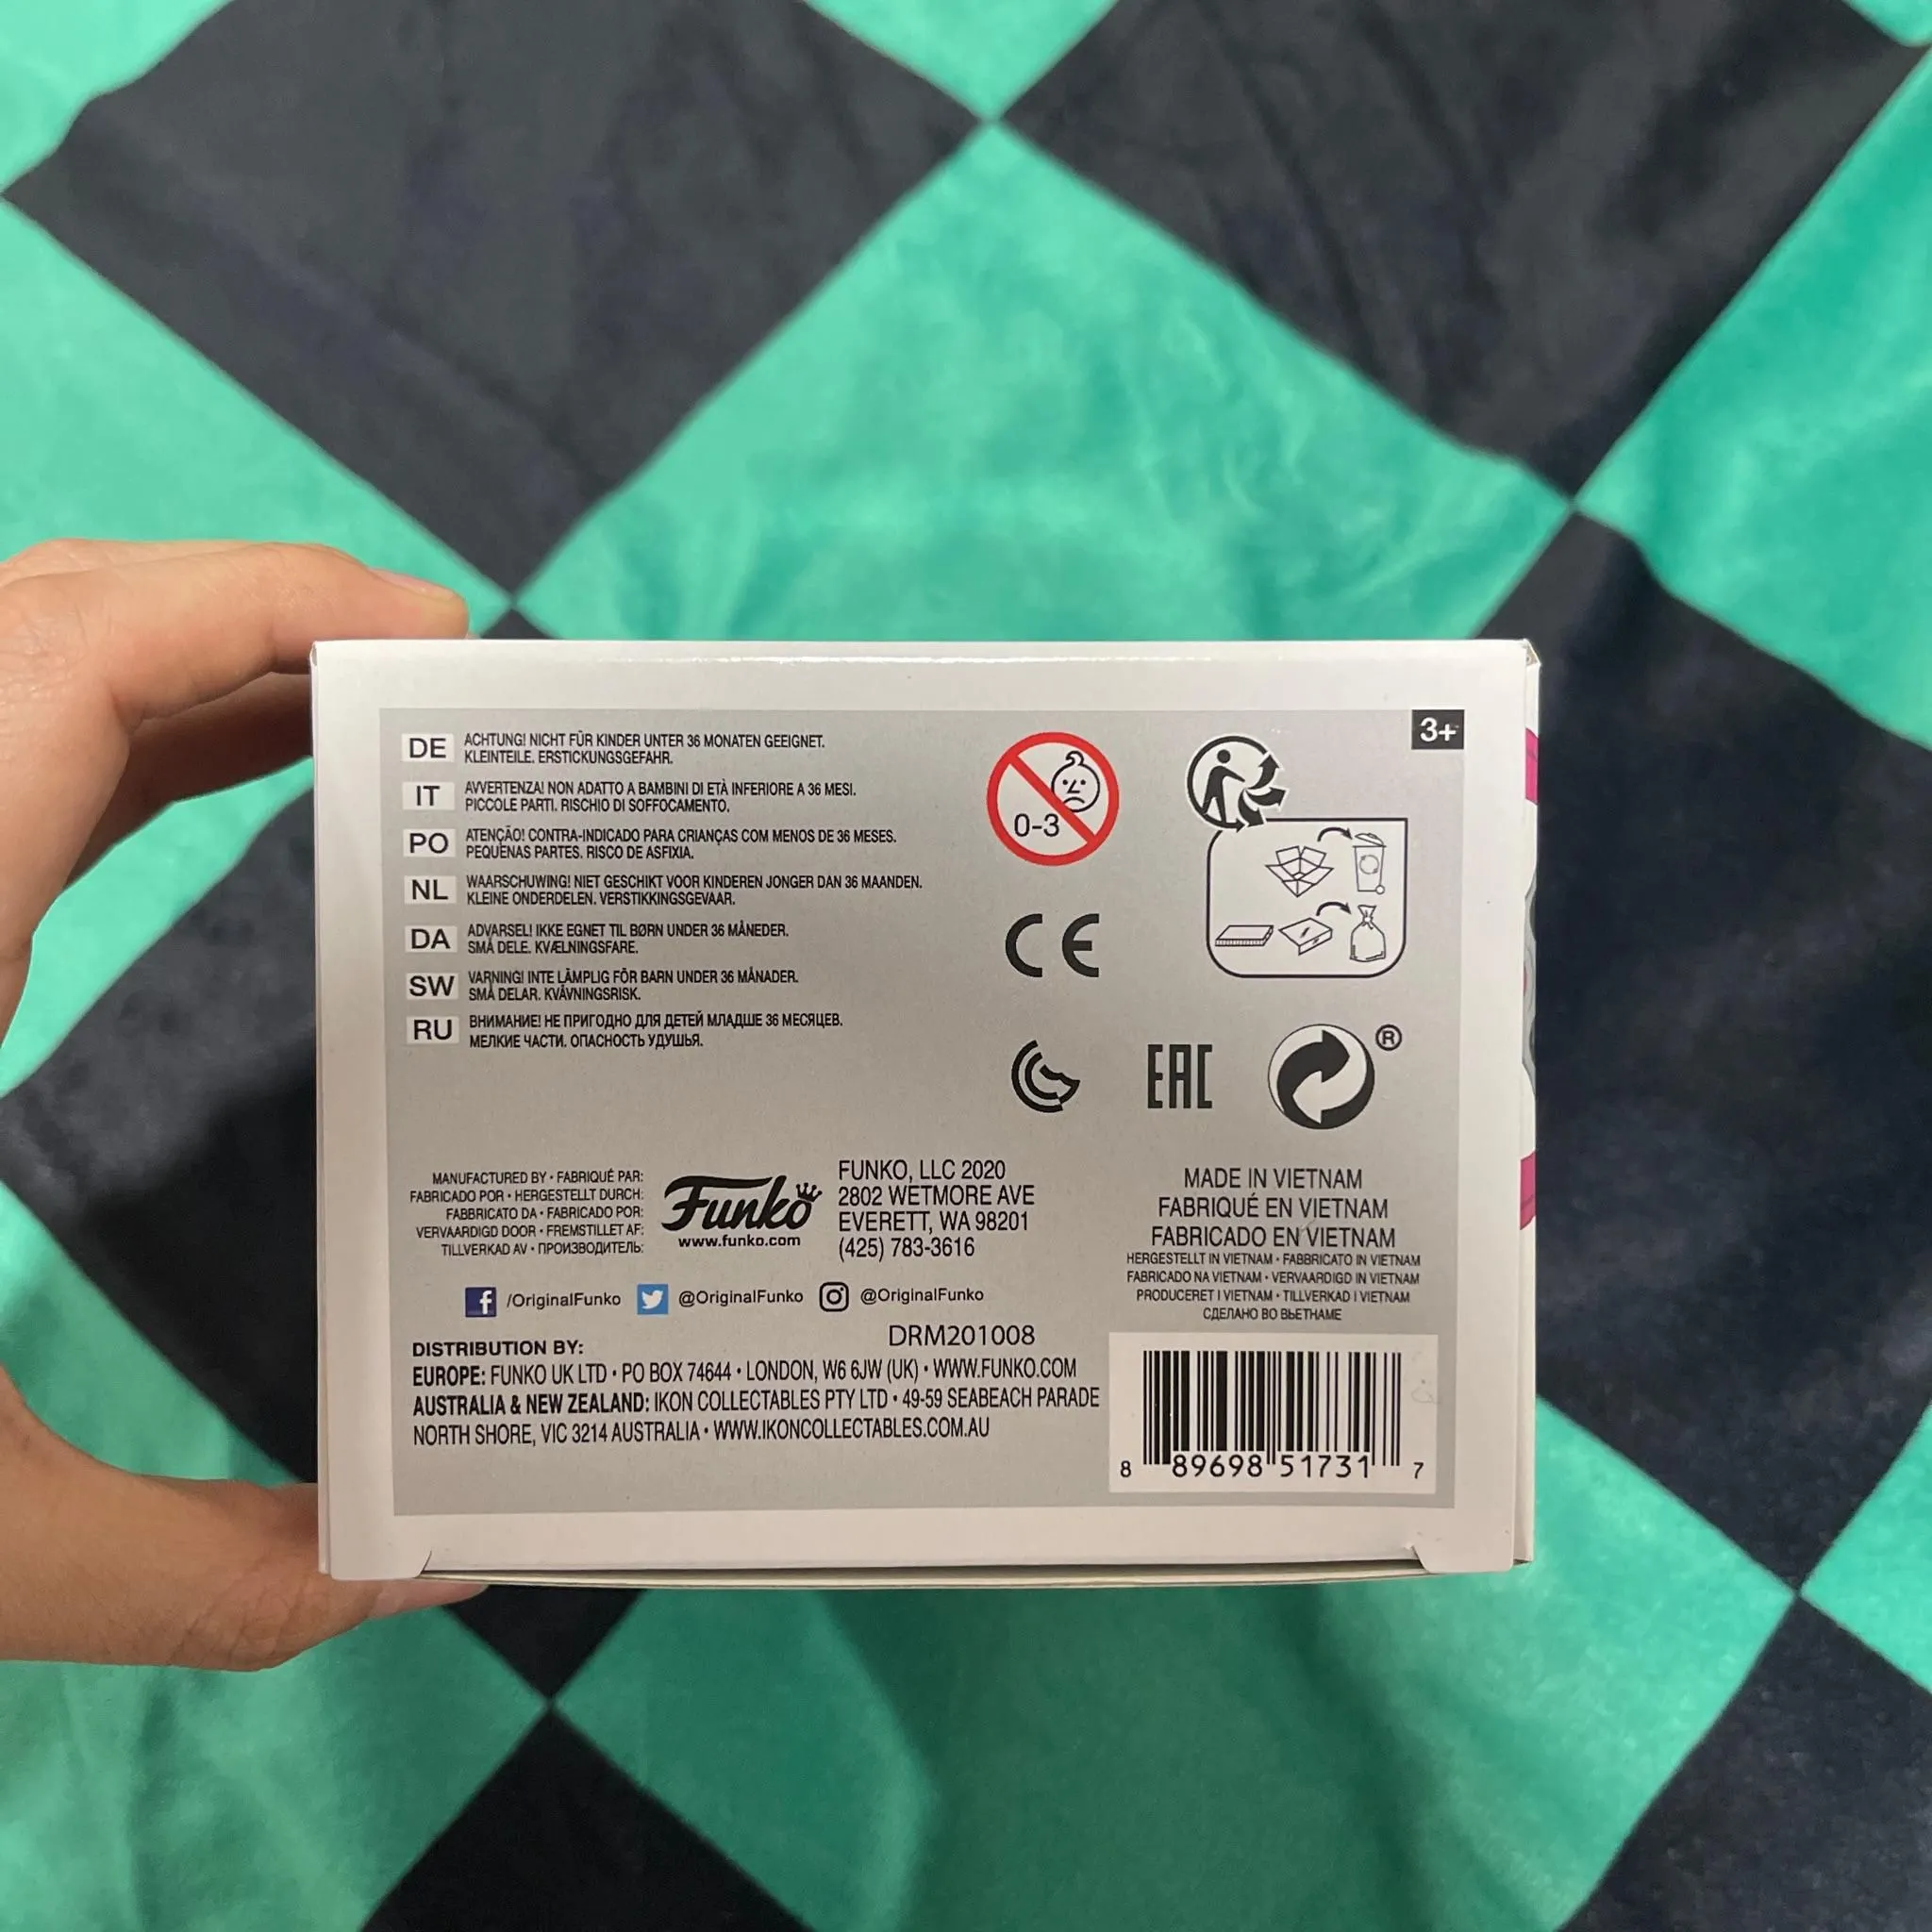 3+
DE
ACHTUNG! NICHT FÜR KINDER UNTER 36 MONATEN GEEIGNET.
KLEINTEILE. ERSTICKUNGSGEFAHR.
IT
AVVERTENZA! NON ADATTO A BAMBINI DI ETÀ INFERIORE A 36 MESI.
PICCOLE PARTI. RISCHIO DI SOFFOCAMENTO.
PO
ATENÇÃO! CONTRA-INDICADO PARA CRIANÇAS COM MENOS DE 36 MESES.
PEQUENAS PARTES. RISCO DE ASFIXIA.
NL
WAARSCHUWING! NIET GESCHIKT VOOR KINDEREN JONGER DAN 36 MAANDEN.
KLEINE ONDERDELEN. VERSTIKKINGSGEVAAR.
DA
ADVARSEL! IKKE EGNET TIL BØRN UNDER 36 MÅNEDER.
SMÅ DELE. KVÆLNINGSFARE.
SW
VARNING! INTE LÄMPLIG FÖR BARN UNDER 36 MÅNADER.
SMÅ DELAR. KVÄVNINGSRISK.
RU
ВНИМАНИЕ! НЕ ПРИГОДНО ДЛЯ ДЕТЕЙ МЛАДШЕ 36 МЕСЯЦЕВ.
МЕЛКИЕ ЧАСТИ. ОПАСНОСТЬ УДУШЬЯ.
0-3
CE
EAC
®
MANUFACTURED BY • FABRIQUÉ PAR:
FABRICADO POR • HERGESTELLT DURCH:
FABBRICATO DA • FABRICADO POR:
VERVAARDIGD DOOR • FREMSTILLET AF:
TILLVERKAD AV • ПРОИЗВОДИТЕЛЬ:
Funko
www.funko.com
FUNKO, LLC 2020
2802 WETMORE AVE
EVERETT, WA 98201
(425) 783-3616
MADE IN VIETNAM
FABRIQUÉ EN VIETNAM
FABRICADO EN VIETNAM
HERGESTELLT IN VIETNAM • FABBRICATO IN VIETNAM
FABRICADO NA VIETNAM • VERVAARDIGD IN VIETNAM
PRODUCERET I VIETNAM • TILLVERKAD I VIETNAM
СДЕЛАНО ВО ВЬЕТНАМЕ
f /OriginalFunko @OriginalFunko @OriginalFunko
DRM201008
DISTRIBUTION BY:
EUROPE: FUNKO UK LTD • PO BOX 74644 • LONDON, W6 6JW (UK) • WWW.FUNKO.COM
AUSTRALIA & NEW ZEALAND: IKON COLLECTABLES PTY LTD • 49-59 SEABEACH PARADE
NORTH SHORE, VIC 3214 AUSTRALIA • WWW.IKONCOLLECTABLES.COM.AU
8 89698 51731 7